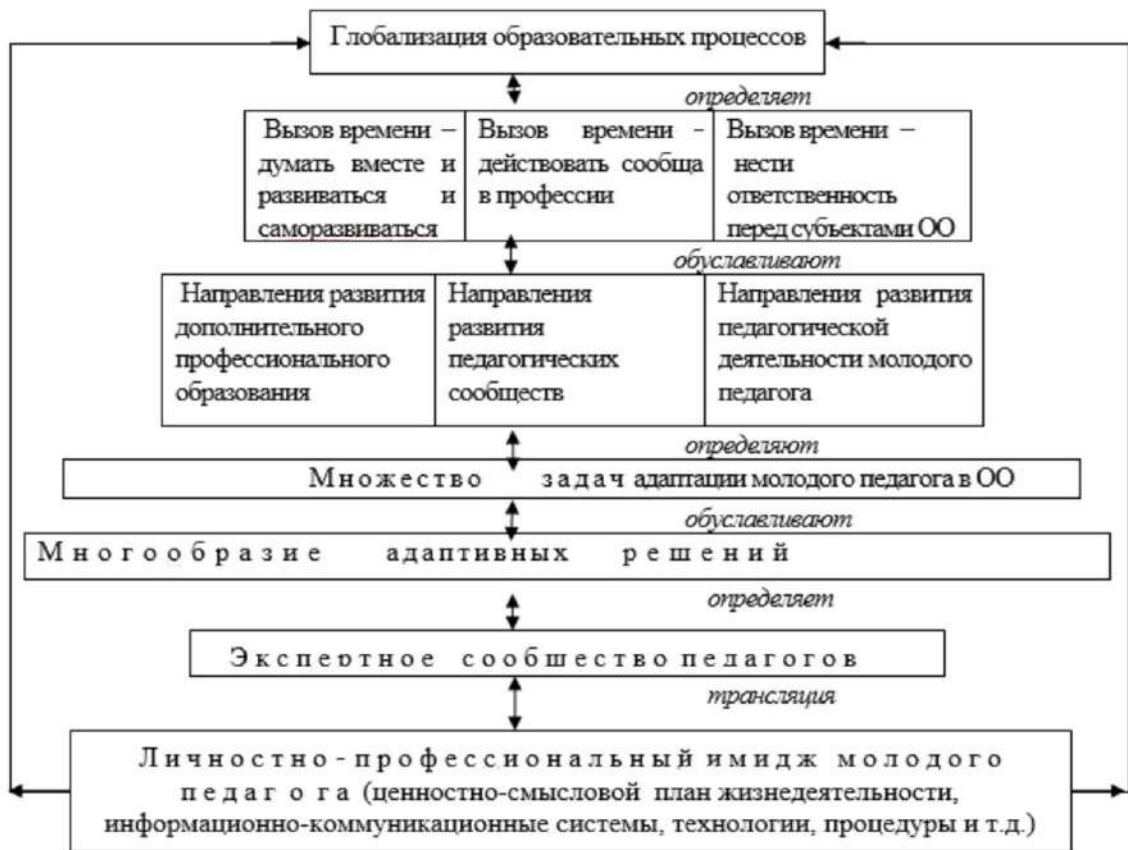 Глобализация образовательных процессов
определяет
Вызов времени –
думать вместе и
развиваться и
саморазвиваться
Вызов времени -
действовать сообща
в профессии
Вызов времени –
нести
ответственность
перед субъектами ОО
обуславливают
Направления развития
дополнительного
профессионального
образования
Направления
развития
педагогических
сообществ
Направления развития
педагогической
деятельности молодого
педагога
определяют
Множество задач адаптации молодого педагога в ОО
обуславливают
Многообразие адаптивных решений
определяет
Экспертное сообшество педагогов
трансляция
Личностно-профессиональный имидж молодого
педагога (ценностно-смысловой план жизнедеятельности,
информационно-коммуникационные системы, технологии, процедуры и т.д.)